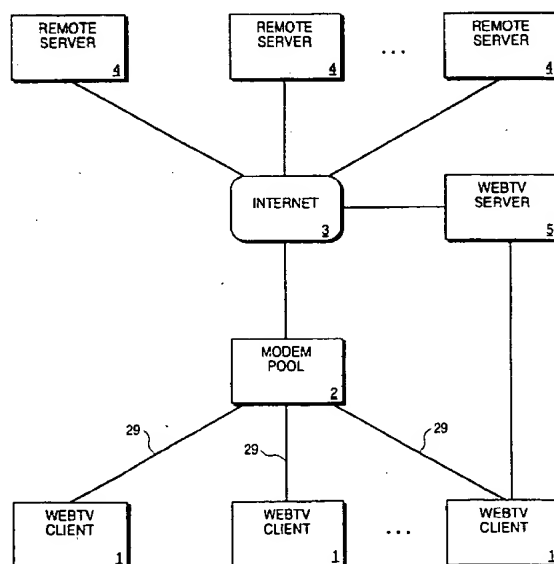 REMOTE
SERVER
4
REMOTE
SERVER
4
...
REMOTE
SERVER
4
INTERNET
3
WEBTV
SERVER
5
MODEM
POOL
2
29
29
29
WEBTV
CLIENT
1
WEBTV
CLIENT
1
...
WEBTV
CLIENT
1